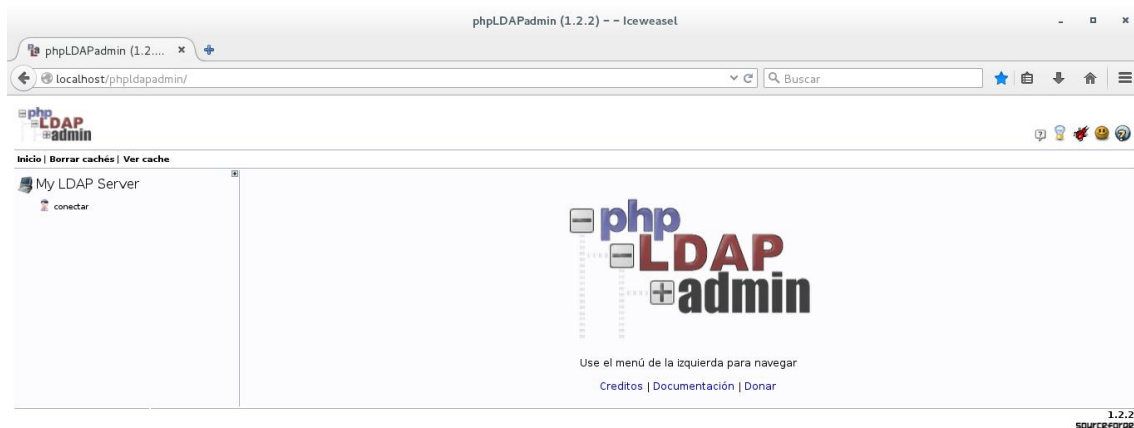 phpLDAPadmin (1.2.2) – – Iceweasel
phpLDAPadmin (1.2....
localhost/phpldapadmin/
Buscar
php
LDAP
admin
Inicio | Borrar cachés | Ver cache
My LDAP Server
conectar
php
LDAP
admin
Use el menú de la izquierda para navegar
Creditos | Documentación | Donar
1.2.2
sourceforge